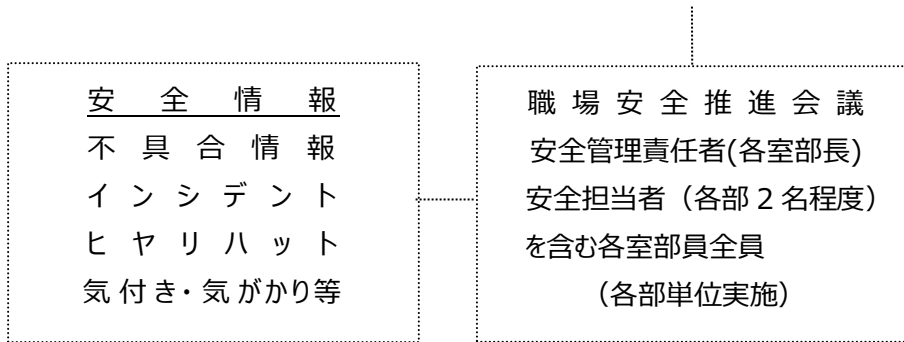 安全情報
不具合情報
インシデント
ヒヤリハット
気付き・気がかり等
職場安全推進会議
安全管理責任者(各室部長)
安全担当者（各部２名程度）
を含む各室部員全員
（各部単位実施）